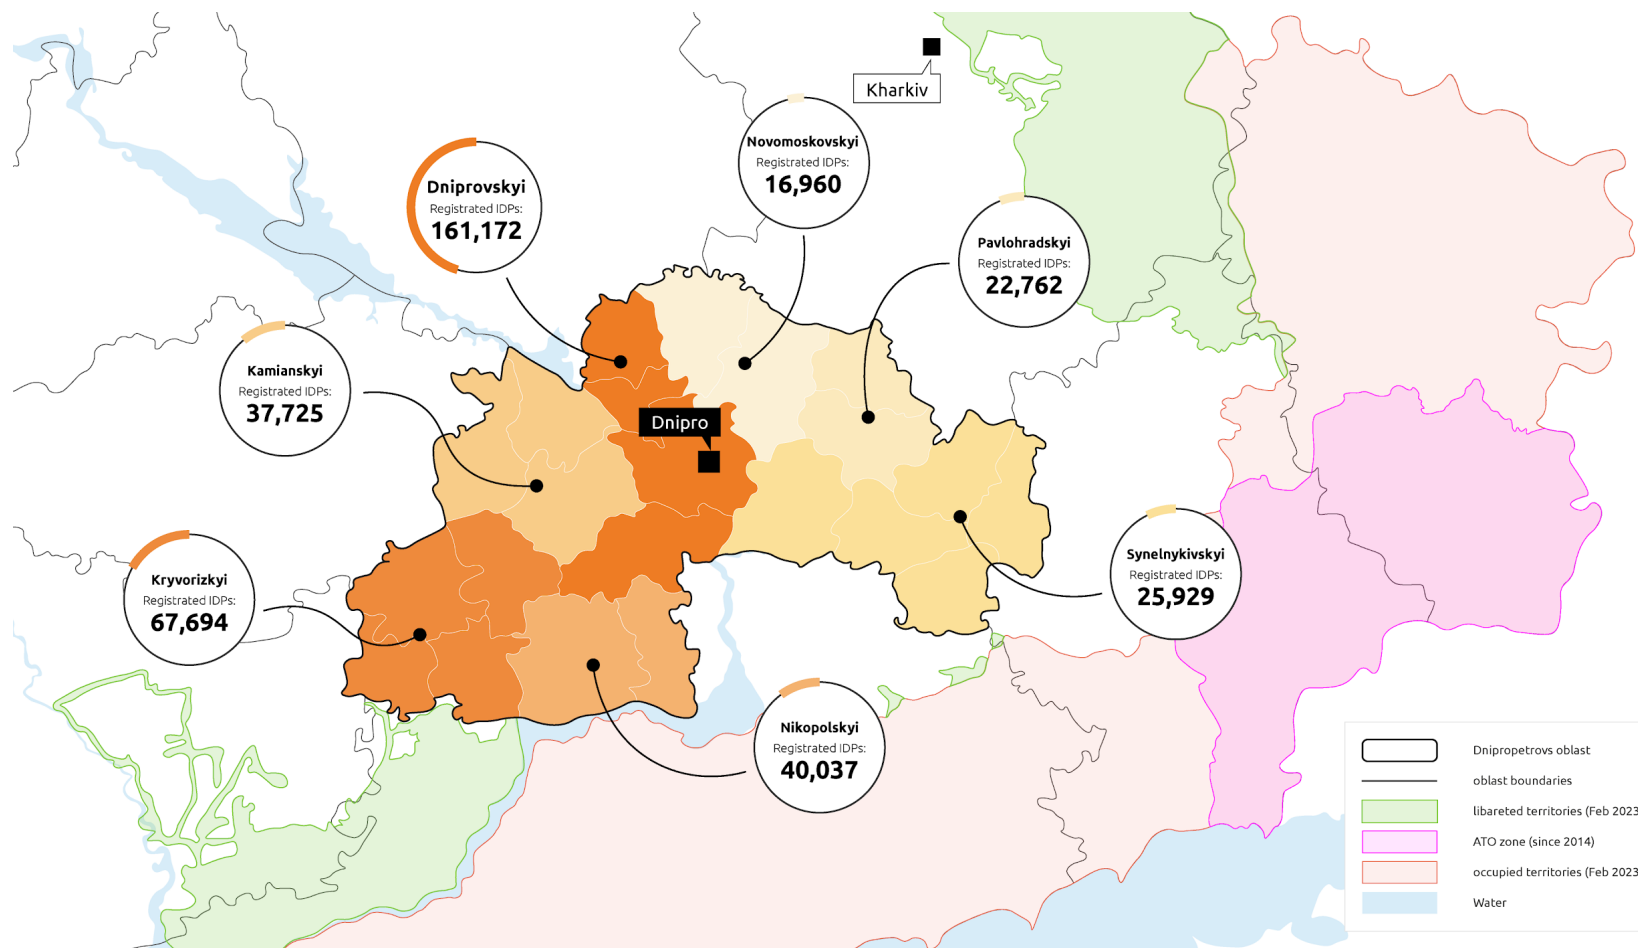 Kharkiv
Novomoskovskyi
Registrated IDPs:
16,960
Dniprovskyi
Registrated IDPs:
161,172
Pavlohradskyi
Registrated IDPs:
22,762
Kamianskyi
Registrated IDPs:
37,725
Dnipro
Kryvorizkyi
Registrated IDPs:
67,694
Synelnykivskyi
Registrated IDPs:
25,929
Nikopolskyi
Registrated IDPs:
40,037
Dnipropetrovs oblast
oblast boundaries
libareted territories (Feb 2023
ATO zone (since 2014)
occupied territories (Feb 2023
Water